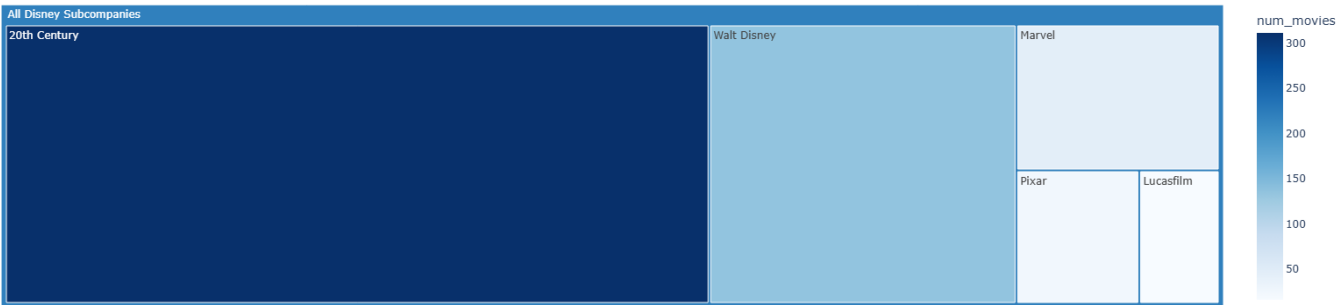 All Disney Subcompanies
20th Century
Walt Disney
Marvel
Pixar
Lucasfilm
num_movies
300
250
200
150
100
50